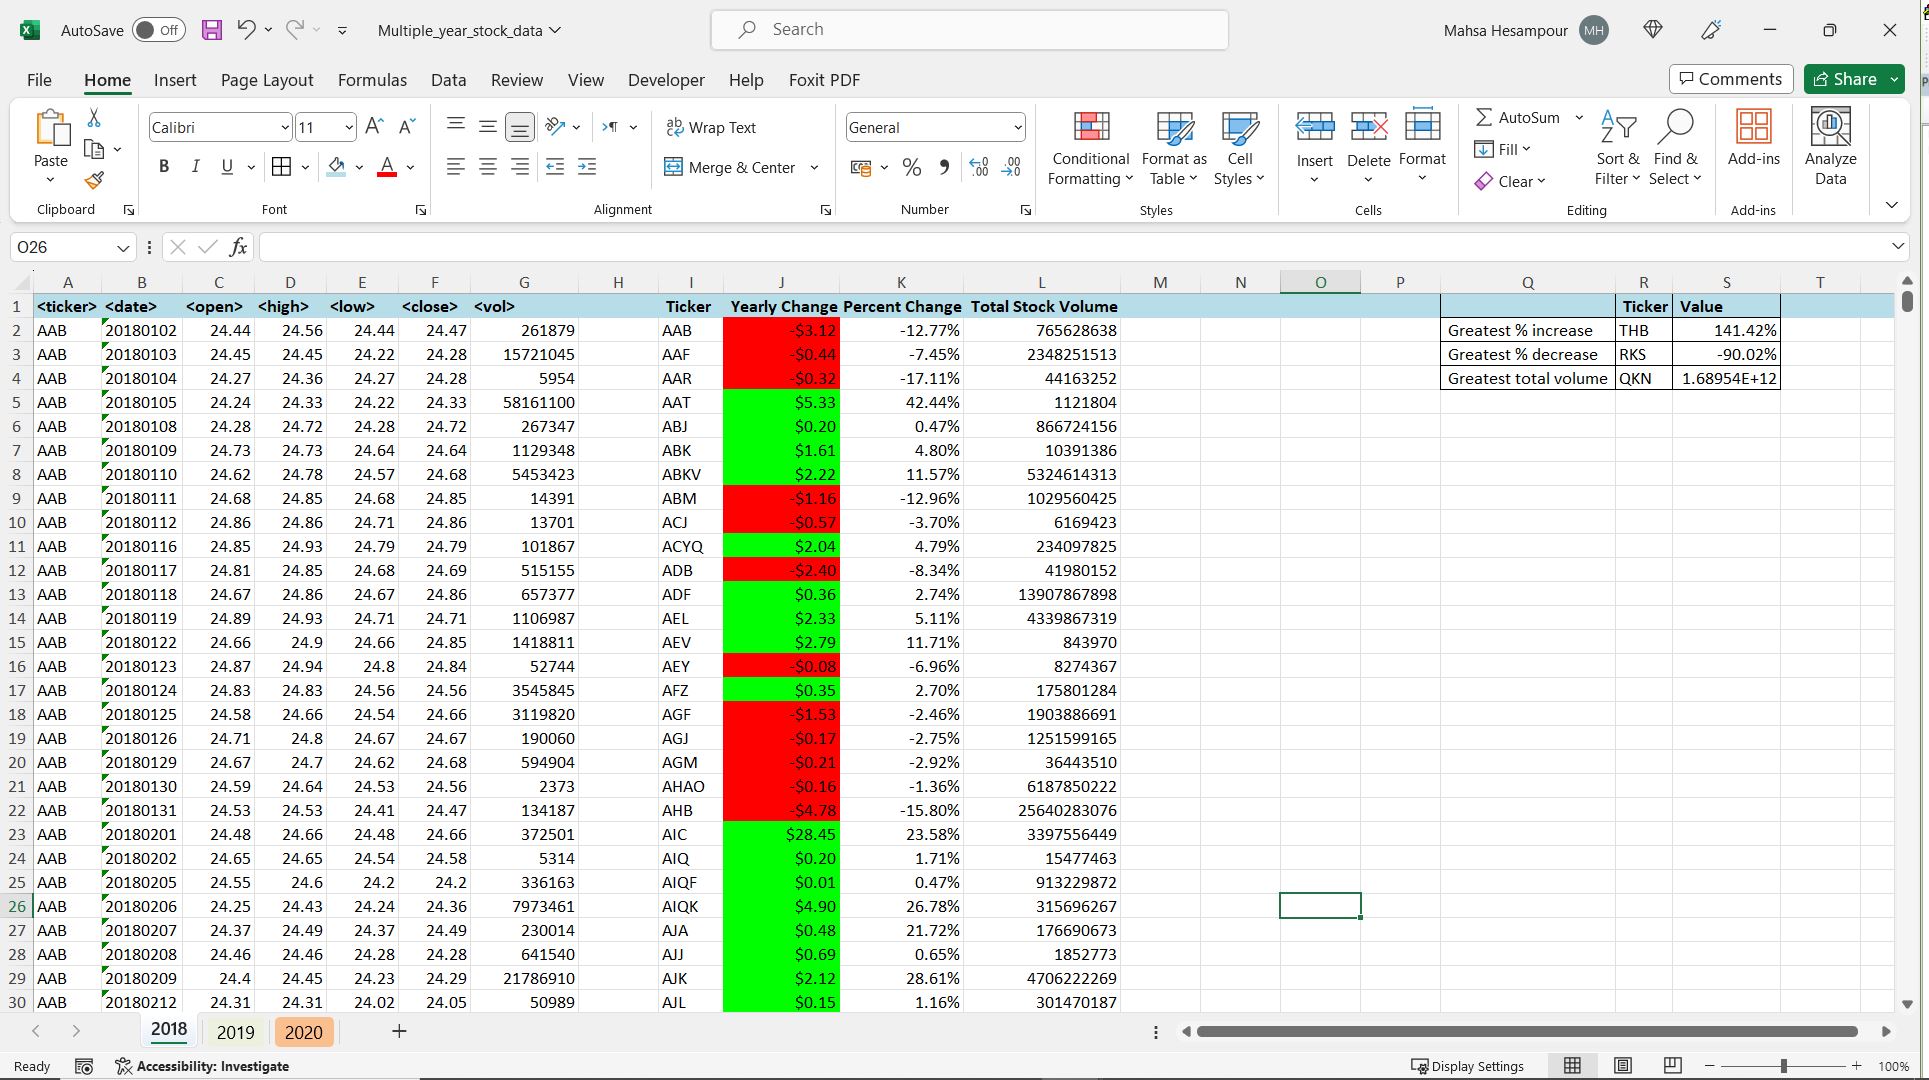 AutoSave Off Multiple_year_stock_data Search Mahsa Hesampour MH
File Home Insert Page Layout Formulas Data Review View Developer Help Foxit PDF Comments Share
Paste Calibri 11 Wrap Text General Conditional Formatting Format as Table Cell Styles Insert Delete Format AutoSum Sort & Filter Find & Select Add-ins Analyze Data
B I U Merge & Center Fill
Clear
Clipboard Font Alignment Number Styles Cells Editing Add-ins
O26 fx
A B C D E F G H I J K L M N O P Q R S T
1 <ticker> <date> <open> <high> <low> <close> <vol> Ticker Yearly Change Percent Change Total Stock Volume Ticker Value
2 AAB 20180102 24.44 24.56 24.44 24.47 261879 AAB -$3.12 -12.77% 765628638 Greatest % increase THB 141.42%
3 AAB 20180103 24.45 24.45 24.22 24.28 15721045 AAF -$0.44 -7.45% 2348251513 Greatest % decrease RKS -90.02%
4 AAB 20180104 24.27 24.36 24.27 24.28 5954 AAR -$0.32 -17.11% 44163252 Greatest total volume QKN 1.68954E+12
5 AAB 20180105 24.24 24.33 24.22 24.33 58161100 AAT $5.33 42.44% 1121804
6 AAB 20180108 24.28 24.72 24.28 24.72 267347 ABJ $0.20 0.47% 866724156
7 AAB 20180109 24.73 24.73 24.64 24.64 1129348 ABK $1.61 4.80% 10391386
8 AAB 20180110 24.62 24.78 24.57 24.68 5453423 ABKV $2.22 11.57% 5324614313
9 AAB 20180111 24.68 24.85 24.68 24.85 14391 ABM -$1.16 -12.96% 1029560425
10 AAB 20180112 24.86 24.86 24.71 24.86 13701 ACJ -$0.57 -3.70% 6169423
11 AAB 20180116 24.85 24.93 24.79 24.79 101867 ACYQ $2.04 4.79% 234097825
12 AAB 20180117 24.81 24.85 24.68 24.69 515155 ADB -$2.40 -8.34% 41980152
13 AAB 20180118 24.67 24.86 24.67 24.86 657377 ADF $0.36 2.74% 13907867898
14 AAB 20180119 24.89 24.93 24.71 24.71 1106987 AEL $2.33 5.11% 4339867319
15 AAB 20180122 24.66 24.9 24.66 24.85 1418811 AEV $2.79 11.71% 843970
16 AAB 20180123 24.87 24.94 24.8 24.84 52744 AEY -$0.08 -6.96% 8274367
17 AAB 20180124 24.83 24.83 24.56 24.56 3545845 AFZ $0.35 2.70% 175801284
18 AAB 20180125 24.58 24.66 24.54 24.66 3119820 AGF -$1.53 -2.46% 1903886691
19 AAB 20180126 24.71 24.8 24.67 24.67 190060 AGJ -$0.17 -2.75% 1251599165
20 AAB 20180129 24.67 24.7 24.62 24.68 594904 AGM -$0.21 -2.92% 36443510
21 AAB 20180130 24.59 24.64 24.53 24.56 2373 AHAO -$0.16 -1.36% 6187850222
22 AAB 20180131 24.53 24.53 24.41 24.47 134187 AHB -$4.78 -15.80% 25640283076
23 AAB 20180201 24.48 24.66 24.48 24.66 372501 AIC $28.45 23.58% 3397556449
24 AAB 20180202 24.65 24.65 24.54 24.58 5314 AIQ $0.20 1.71% 15477463
25 AAB 20180205 24.55 24.6 24.2 24.2 336163 AIQF $0.01 0.47% 913229872
26 AAB 20180206 24.25 24.43 24.24 24.36 7973461 AIQK $4.90 26.78% 315696267
27 AAB 20180207 24.37 24.49 24.37 24.49 230014 AJA $0.48 21.72% 176690673
28 AAB 20180208 24.46 24.46 24.28 24.28 641540 AJJ $0.69 0.65% 1852773
29 AAB 20180209 24.4 24.45 24.23 24.29 21786910 AJK $2.12 28.61% 4706222269
30 AAB 20180212 24.31 24.31 24.02 24.05 50989 AJL $0.15 1.16% 301470187
2018 2019 2020
Ready Accessibility: Investigate Display Settings 100%